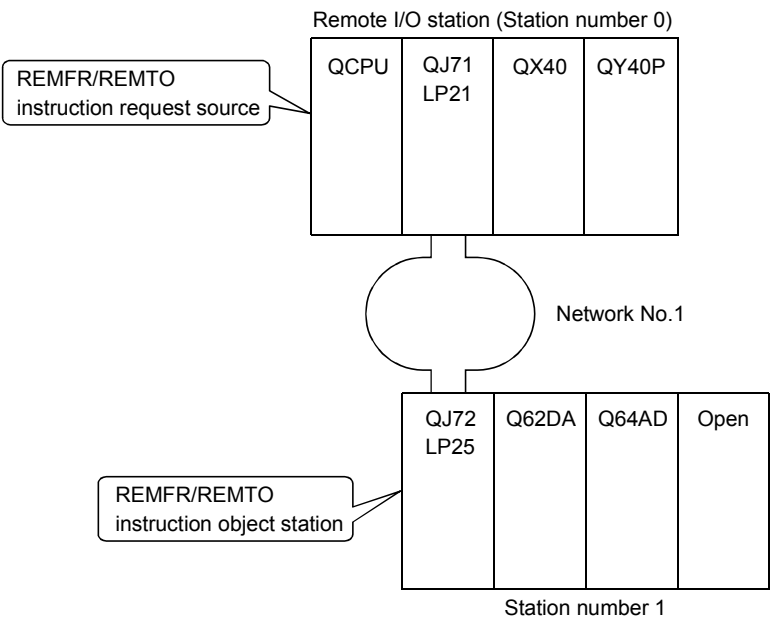 Remote I/O station (Station number 0)
REMFR/REMTO
instruction request source
QCPU QJ71 QX40 QY40P
LP21
Network No.1
QJ72 Q62DA Q64AD Open
LP25
REMFR/REMTO
instruction object station
Station number 1